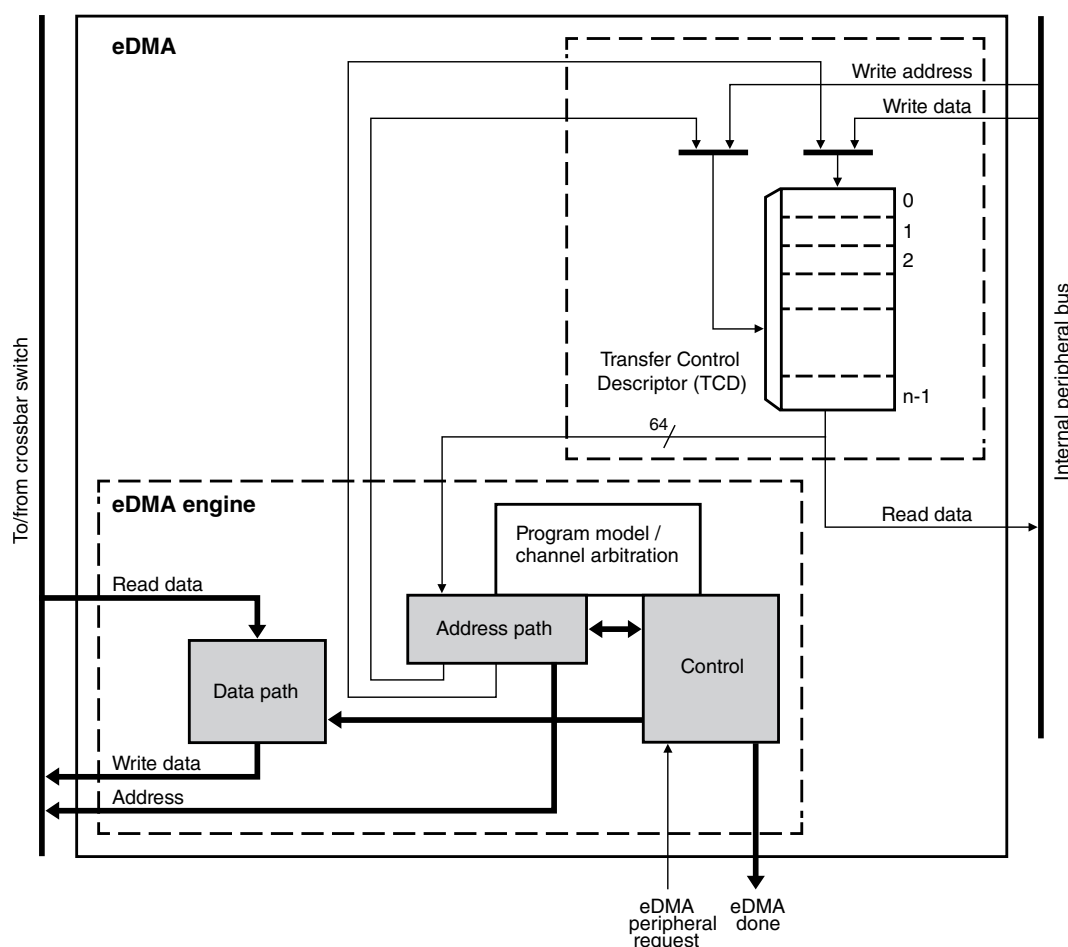 eDMA
Write address
Write data
0
1
2
n-1
Transfer Control
Descriptor (TCD)
64
To/from crossbar switch
Internal peripheral bus
Read data
eDMA engine
Program model /
channel arbitration
Read data
Address path
Control
Data path
Write data
Address
eDMA
peripheral
request
eDMA
done